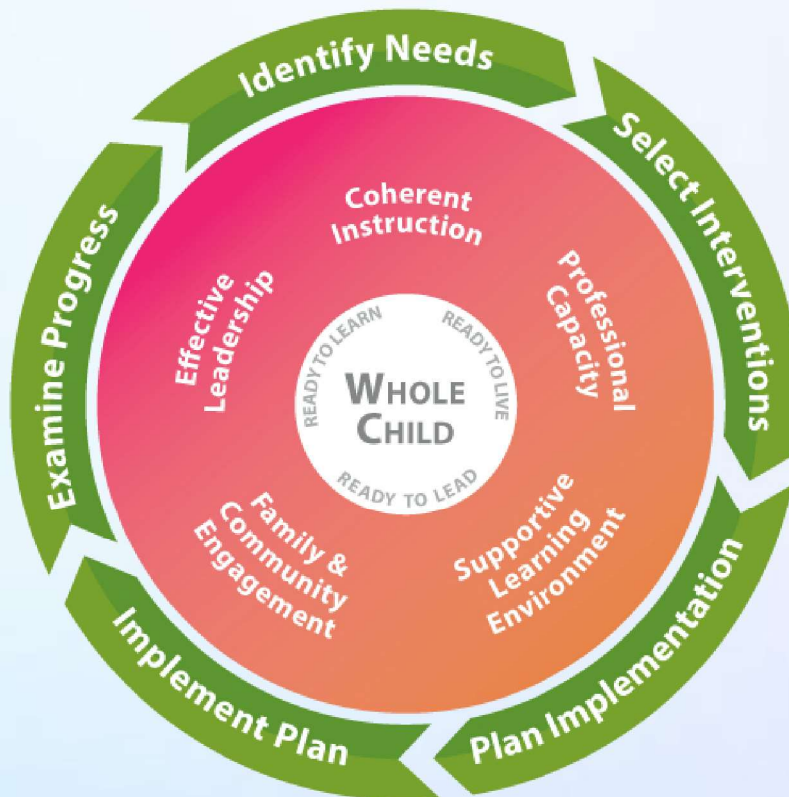 Identify Needs
Select Interventions
Plan Implementation
Implement Plan
Examine Progress
Coherent
Instruction
Professional
Capacity
Supportive
Learning
Environment
Family &
Community
Engagement
Effective
Leadership
READY TO LEARN
READY TO LIVE
READY TO LEAD
WHOLE
CHILD